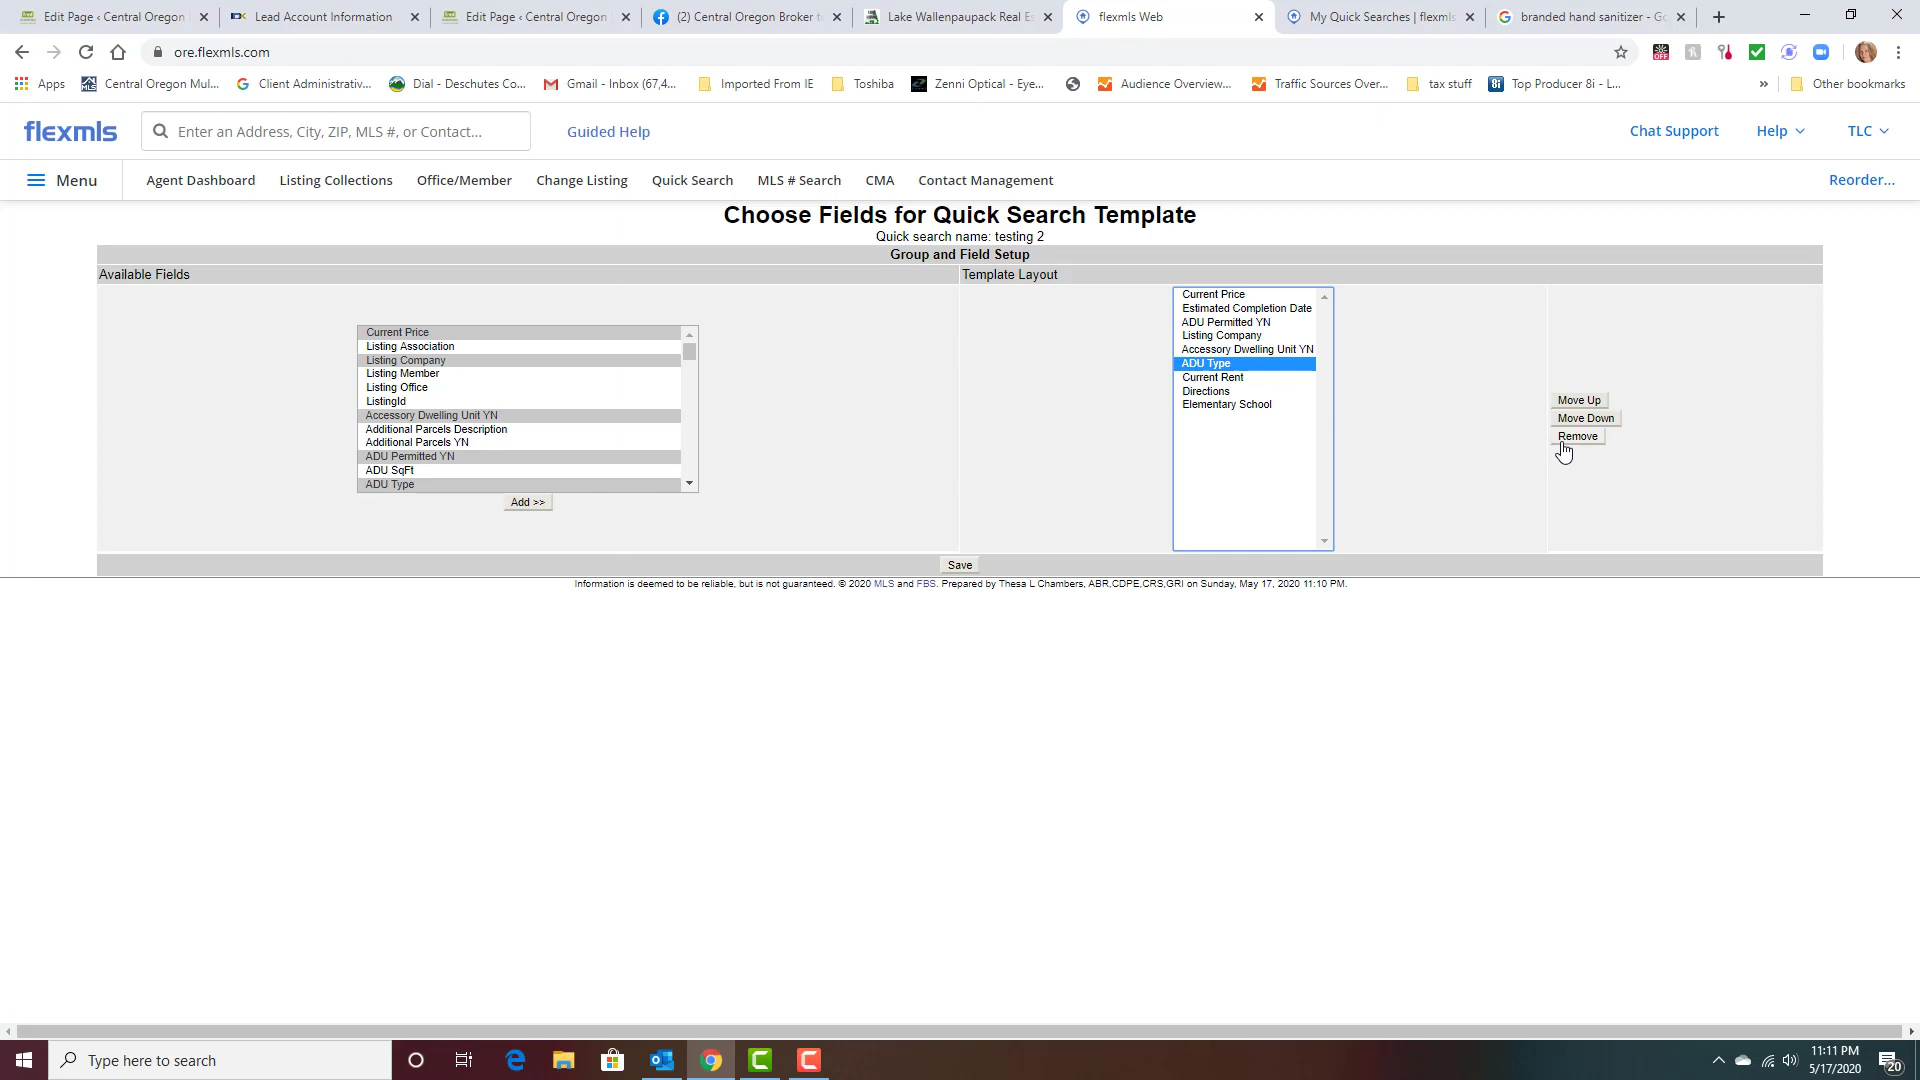 Edit Page ‹ Central Oregon
Lead Account Information
Edit Page ‹ Central Oregon
(2) Central Oregon Broker t
Lake Wallenpaupack Real Es
flexmls Web
My Quick Searches | flexmls
branded hand sanitizer - Go
ore.flexmls.com
Apps
Central Oregon Mul...
Client Administrativ...
Dial - Deschutes Co...
Gmail - Inbox (67,4...
Imported From IE
Toshiba
Zenni Optical - Eye...
Audience Overview...
Traffic Sources Over...
tax stuff
Top Producer 8i - L...
Other bookmarks
flexmls
Enter an Address, City, ZIP, MLS #, or Contact...
Guided Help
Chat Support
Help
TLC
Menu
Agent Dashboard
Listing Collections
Office/Member
Change Listing
Quick Search
MLS # Search
CMA
Contact Management
Reorder...
Choose Fields for Quick Search Template
Quick search name: testing 2
Group and Field Setup
Available Fields
Template Layout
Current Price
Listing Association
Listing Company
Listing Member
Listing Office
ListingId
Accessory Dwelling Unit YN
Additional Parcels Description
Additional Parcels YN
ADU Permitted YN
ADU SqFt
ADU Type
Add >>
Current Price
Estimated Completion Date
ADU Permitted YN
Listing Company
Accessory Dwelling Unit YN
ADU Type
Current Rent
Directions
Elementary School
Move Up
Move Down
Remove
Save
Information is deemed to be reliable, but is not guaranteed. © 2020 MLS and FBS. Prepared by Thesa L Chambers, ABR,CDPE,CRS,GRI on Sunday, May 17, 2020 11:10 PM.
Type here to search
11:11 PM
5/17/2020
20